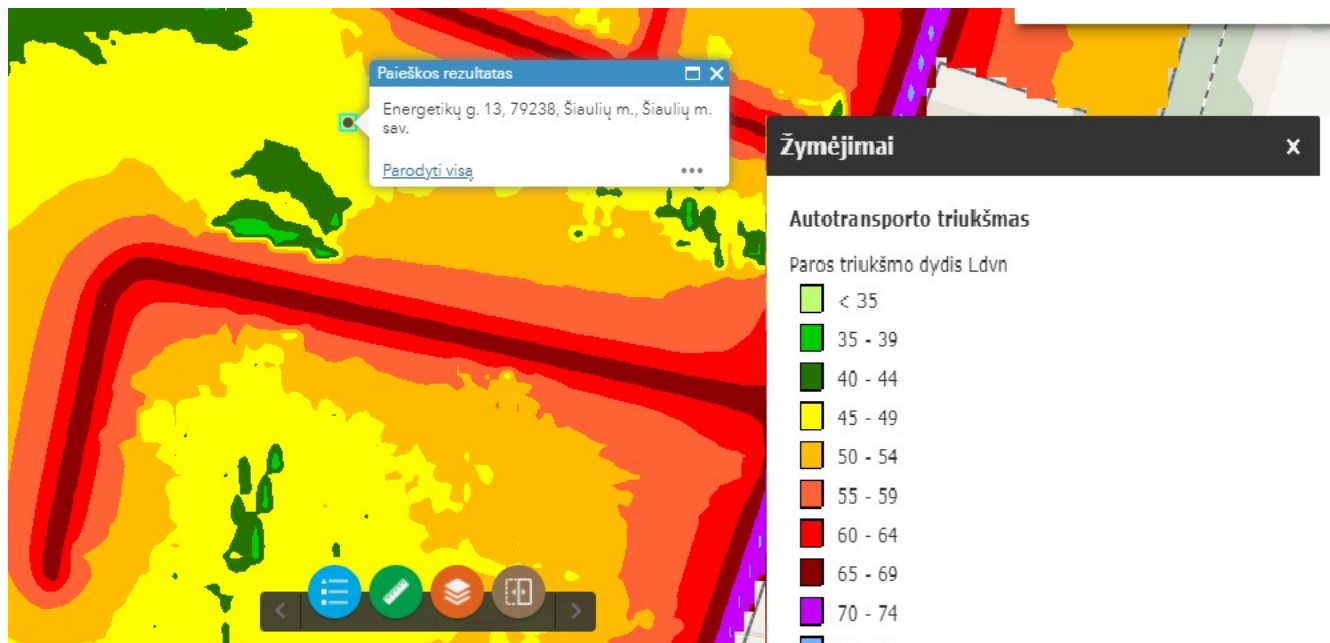 Paieškos rezultatas
Energetikų g. 13, 79238, Šiaulių m., Šiaulių m.
sav.
Parodyti visą
Žymėjimai
Autotransporto triukšmas
Paros triukšmo dydis Ldvn
< 35
35 - 39
40 - 44
45 - 49
50 - 54
55 - 59
60 - 64
65 - 69
70 - 74